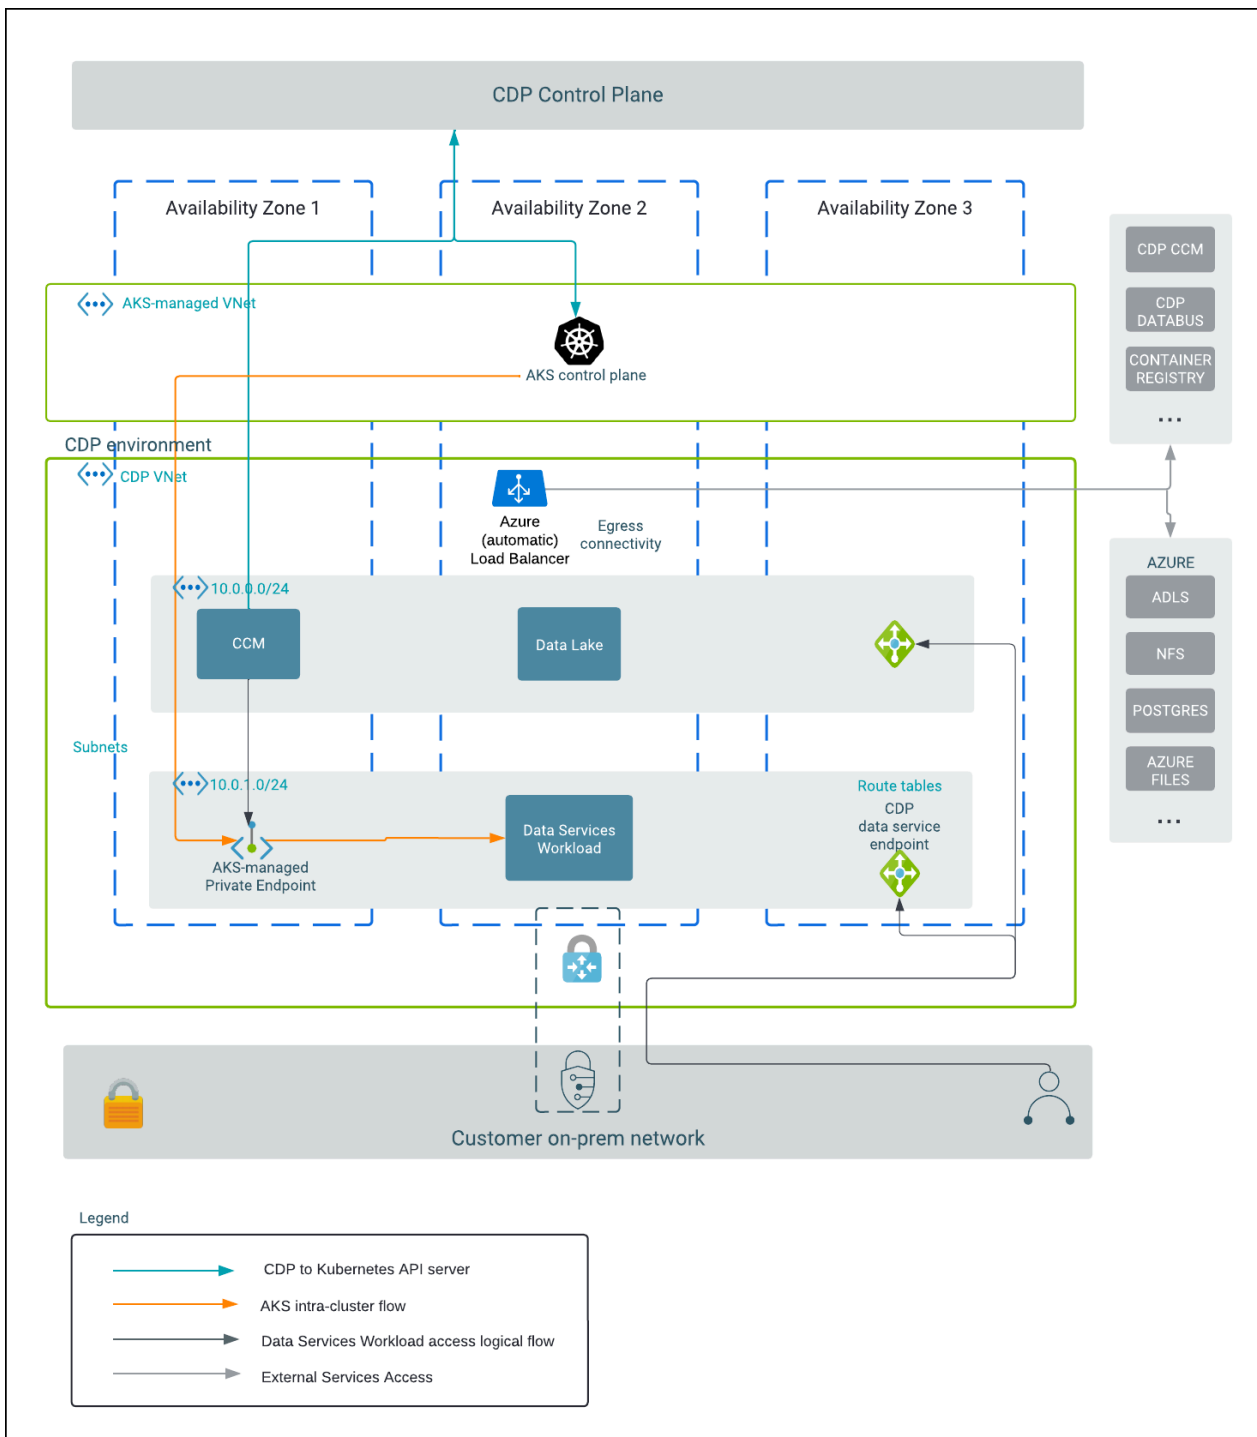 CDP Control Plane
Availability Zone 1
Availability Zone 2
Availability Zone 3
CDP CCM
CDP
DATABUS
CONTAINER
REGISTRY
...
AKS-managed VNet
AKS control plane
CDP environment
CDP VNet
Azure
(automatic)
Load Balancer
Egress
connectivity
AZURE
ADLS
NFS
POSTGRES
AZURE
FILES
...
10.0.0.0/24
CCM
Data Lake
Subnets
10.0.1.0/24
AKS-managed
Private Endpoint
Data Services
Workload
Route tables
CDP
data service
endpoint
Customer on-prem network
Legend
CDP to Kubernetes API server
AKS intra-cluster flow
Data Services Workload access logical flow
External Services Access